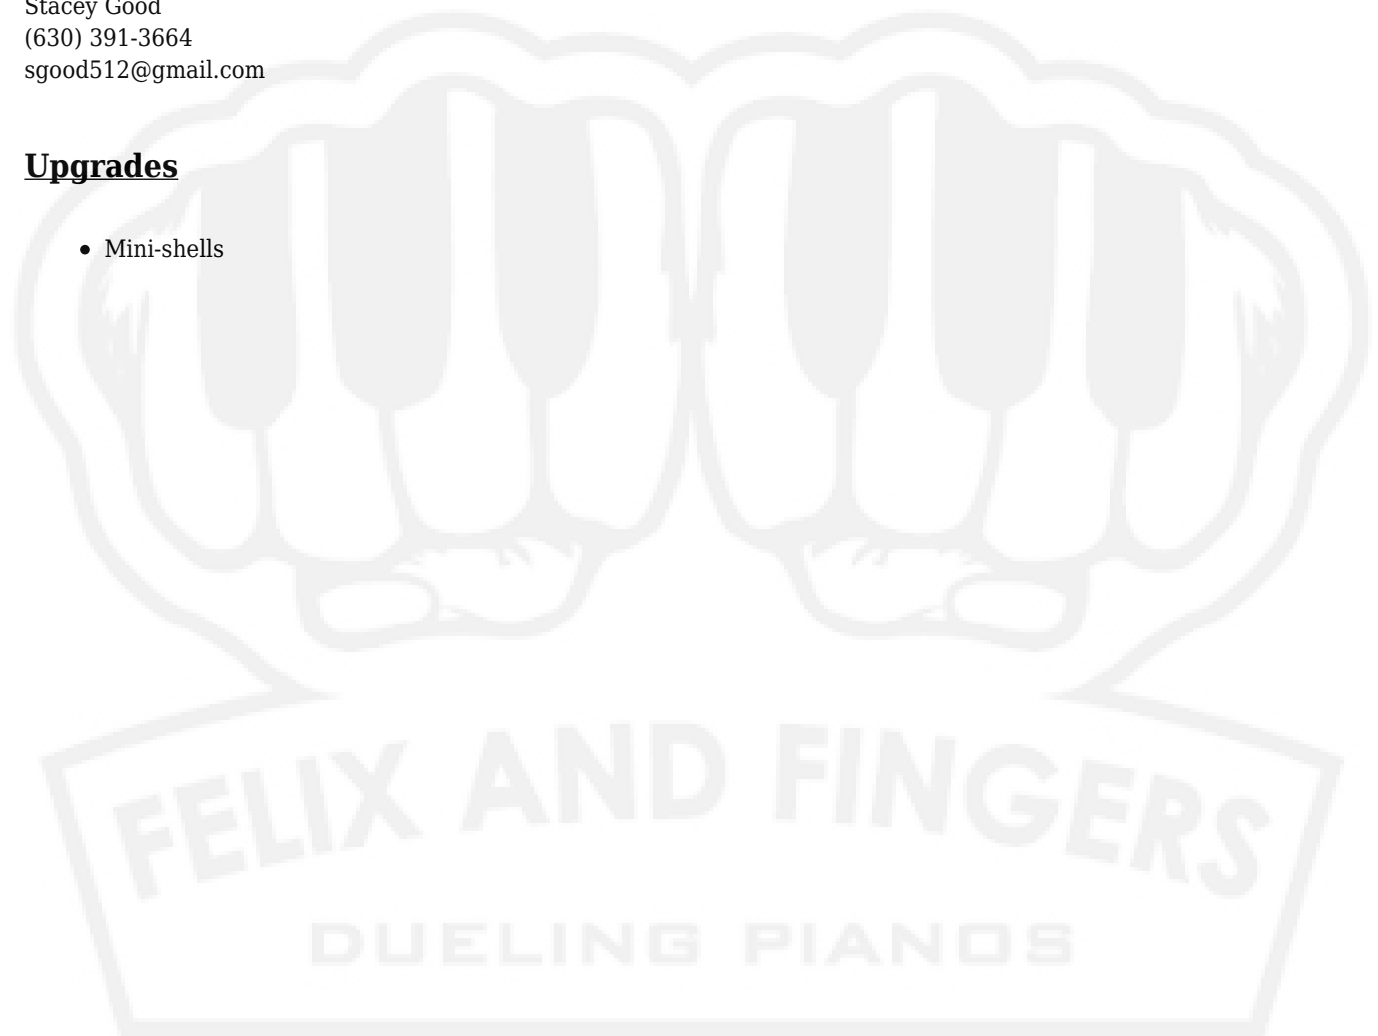 Stacey Good
(630) 391-3664
sgood512@gmail.com
Upgrades
Mini-shells
FELIX AND FINGERS
DUELING PIANOS